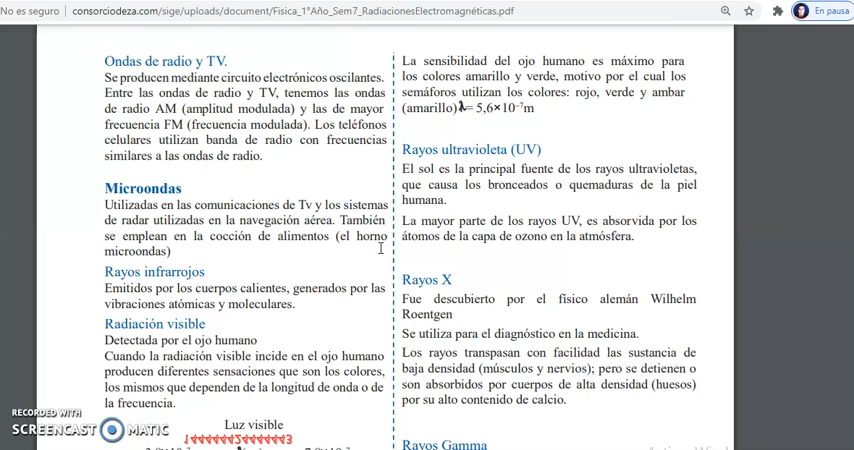 No es seguro
consorciodeza.com/sige/uploads/document/Fisica_1°Año_Sem7_RadiacionesElectromagnéticas.pdf
En pausa
Ondas de radio y TV.
Se producen mediante circuito electrónicos oscilantes.
Entre las ondas de radio y TV, tenemos las ondas
de radio AM (amplitud modulada) y las de mayor
frecuencia FM (frecuencia modulada). Los teléfonos
celulares utilizan banda de radio con frecuencias
similares a las ondas de radio.
Microondas
Utilizadas en las comunicaciones de Tv y los sistemas
de radar utilizadas en la navegación aérea. También
se emplean en la cocción de alimentos (el horno
microondas)
Rayos infrarrojos
Emitidos por los cuerpos calientes, generados por las
vibraciones atómicas y moleculares.
Radiación visible
Detectada por el ojo humano
Cuando la radiación visible incide en el ojo humano
producen diferentes sensaciones que son los colores,
los mismos que dependen de la longitud de onda o de
la frecuencia.
Luz visible
144444424444443
La sensibilidad del ojo humano es máximo para
los colores amarillo y verde, motivo por el cual los
semáforos utilizan los colores: rojo, verde y ambar
(amarillo) λ = 5,6×10⁻⁷m
Rayos ultravioleta (UV)
El sol es la principal fuente de los rayos ultravioletas,
que causa los bronceados o quemaduras de la piel
humana.
La mayor parte de los rayos UV, es absorvida por los
átomos de la capa de ozono en la atmósfera.
Rayos X
Fue descubierto por el físico alemán Wilhelm
Roentgen
Se utiliza para el diagnóstico en la medicina.
Los rayos transpasan con facilidad las sustancia de
baja densidad (músculos y nervios); pero se detienen o
son absorbidos por cuerpos de alta densidad (huesos)
por su alto contenido de calcio.
Rayos Gamma
RECORDED WITH
SCREENCAST MATIC